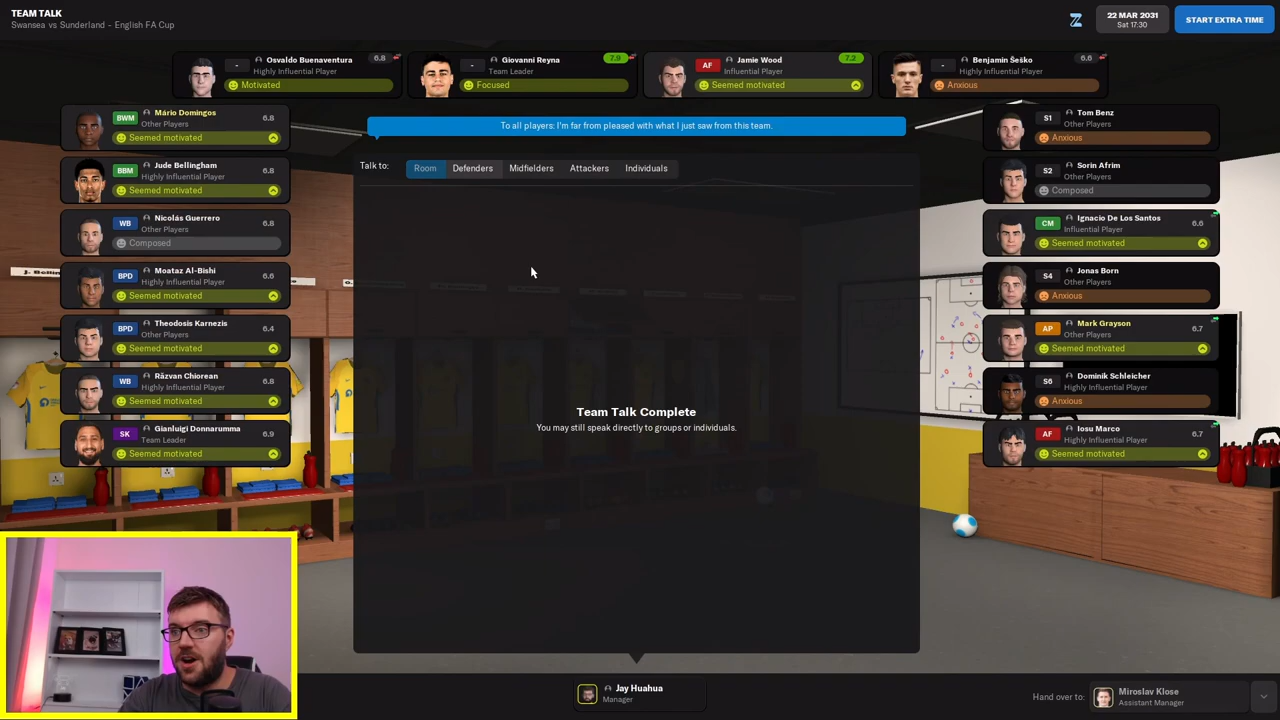 TEAM TALK
Swansea vs Sunderland - English FA Cup
22 MAR 2031
Sat 17:30
START EXTRA TIME
-
Osvaldo Buenaventura
6.8
Highly Influential Player
Motivated
-
Giovanni Reyna
7.9
Team Leader
Focused
AF
Jamie Wood
7.2
Influential Player
Seemed motivated
-
Benjamin Šeško
6.6
Highly Influential Player
Anxious
BWM
Mário Domingos
Other Players
6.8
Seemed motivated
BBM
Jude Bellingham
Highly Influential Player
6.8
Seemed motivated
WB
Nicolás Guerrero
Other Players
6.8
Composed
BPD
Moataz Al-Bishi
Highly Influential Player
6.6
Seemed motivated
BPD
Theodosis Karnezis
Other Players
6.4
Seemed motivated
WB
Răzvan Chiorean
Highly Influential Player
6.8
Seemed motivated
SK
Gianluigi Donnarumma
Team Leader
6.9
Seemed motivated
To all players: I'm far from pleased with what I just saw from this team.
Talk to:
Room
Defenders
Midfielders
Attackers
Individuals
Team Talk Complete
You may still speak directly to groups or individuals.
S1
Tom Benz
Other Players
Anxious
S2
Sorin Afrim
Other Players
Composed
CM
Ignacio De Los Santos
Influential Player
6.6
Seemed motivated
S4
Jonas Born
Other Players
Anxious
AP
Mark Grayson
Other Players
6.7
Seemed motivated
S6
Dominik Schleicher
Highly Influential Player
Anxious
AF
Iosu Marco
Highly Influential Player
6.7
Seemed motivated
Jay Huahua
Manager
Hand over to:
Miroslav Klose
Assistant Manager